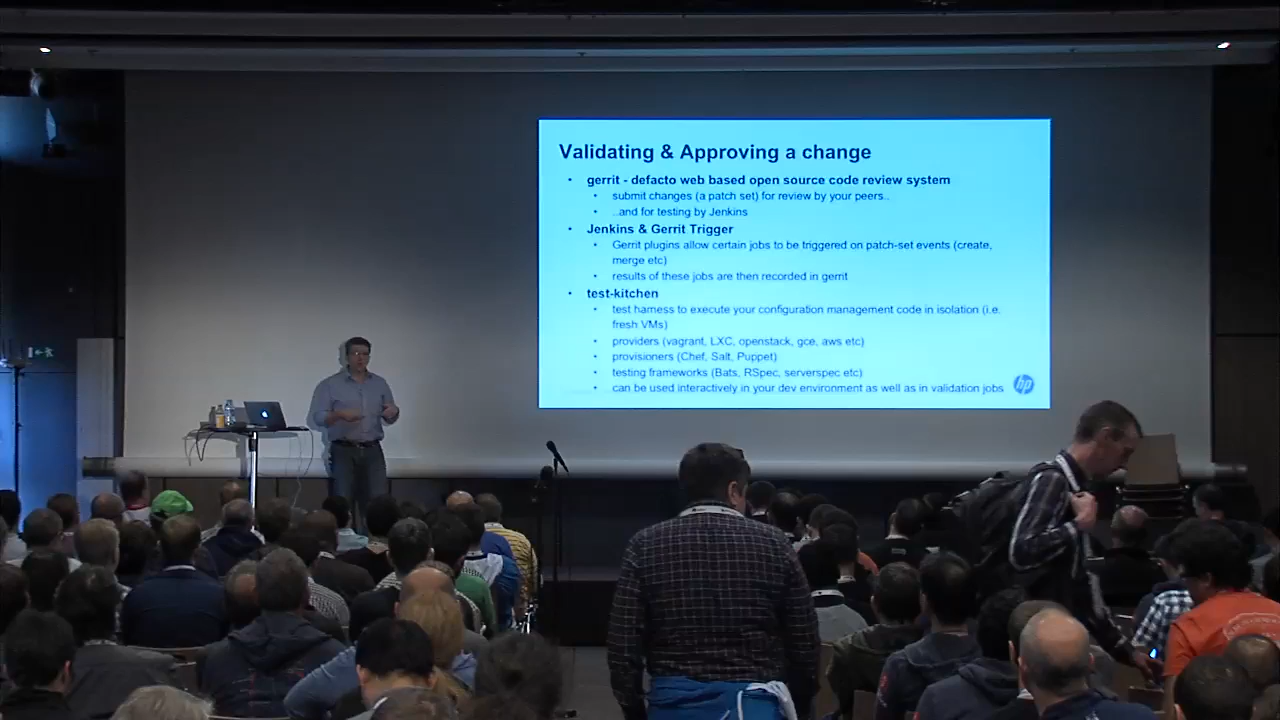 Validating & Approving a change
• gerrit - defacto web based open source code review system
• submit changes (a patch set) for review by your peers..
• ..and for testing by Jenkins
• Jenkins & Gerrit Trigger
• Gerrit plugins allow certain jobs to be triggered on patch-set events (create,
merge etc)
• results of these jobs are then recorded in gerrit
• test-kitchen
• test harness to execute your configuration management code in isolation (i.e.
fresh VMs)
• providers (vagrant, LXC, openstack, gce, aws etc)
• provisioners (Chef, Salt, Puppet)
• testing frameworks (Bats, RSpec, serverspec etc)
• can be used interactively in your dev environment as well as in validation jobs
hp